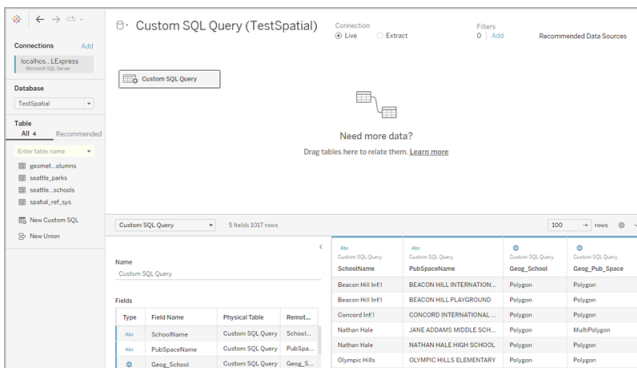 Custom SQL Query (TestSpatial)
Connection
Live Extract
Filters
0 Add
Recommended Data Sources
Connections Add
localhos...LExpress
Microsoft SQL Server
Database
TestSpatial
Table
All 4 Recommended
Enter table name
geomet...olumns
seattle_parks
seattle...schools
spatial_ref_sys
New Custom SQL
New Union
Custom SQL Query
Need more data?
Drag tables here to relate them. Learn more
Custom SQL Query 5 fields 1017 rows 100 → rows
Name
Custom SQL Query
Fields
Type Field Name Physical Table Remot...
Abc SchoolName Custom SQL Query School...
Abc PubSpaceName Custom SQL Query PubSpa...
Geog_School Custom SQL Query Geog_S...
Abc Abc
Custom SQL Query Custom SQL Query Custom SQL Query Custom SQL Query
SchoolName PubSpaceName Geog_School Geog_Pub_Space
Beacon Hill Int'l BEACON HILL INTERNATION... Polygon Polygon
Beacon Hill Int'l BEACON HILL PLAYGROUND Polygon Polygon
Concord Int'l CONCORD INTERNATIONAL ... Polygon Polygon
Nathan Hale JANE ADDAMS MIDDLE SCH... Polygon MultiPolygon
Nathan Hale NATHAN HALE HIGH SCHOOL Polygon Polygon
Olympic Hills OLYMPIC HILLS ELEMENTARY Polygon Polygon